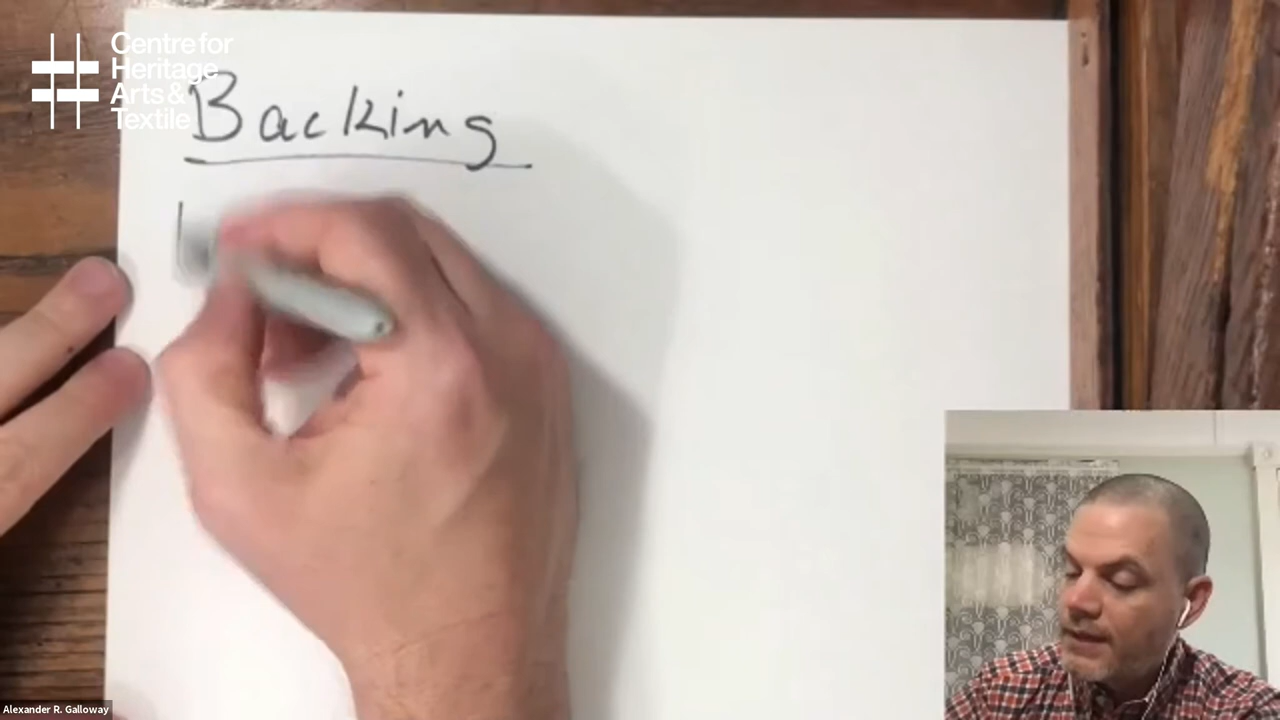 Centre for
Heritage
Arts &
Textile
Backing
Alexander R. Galloway